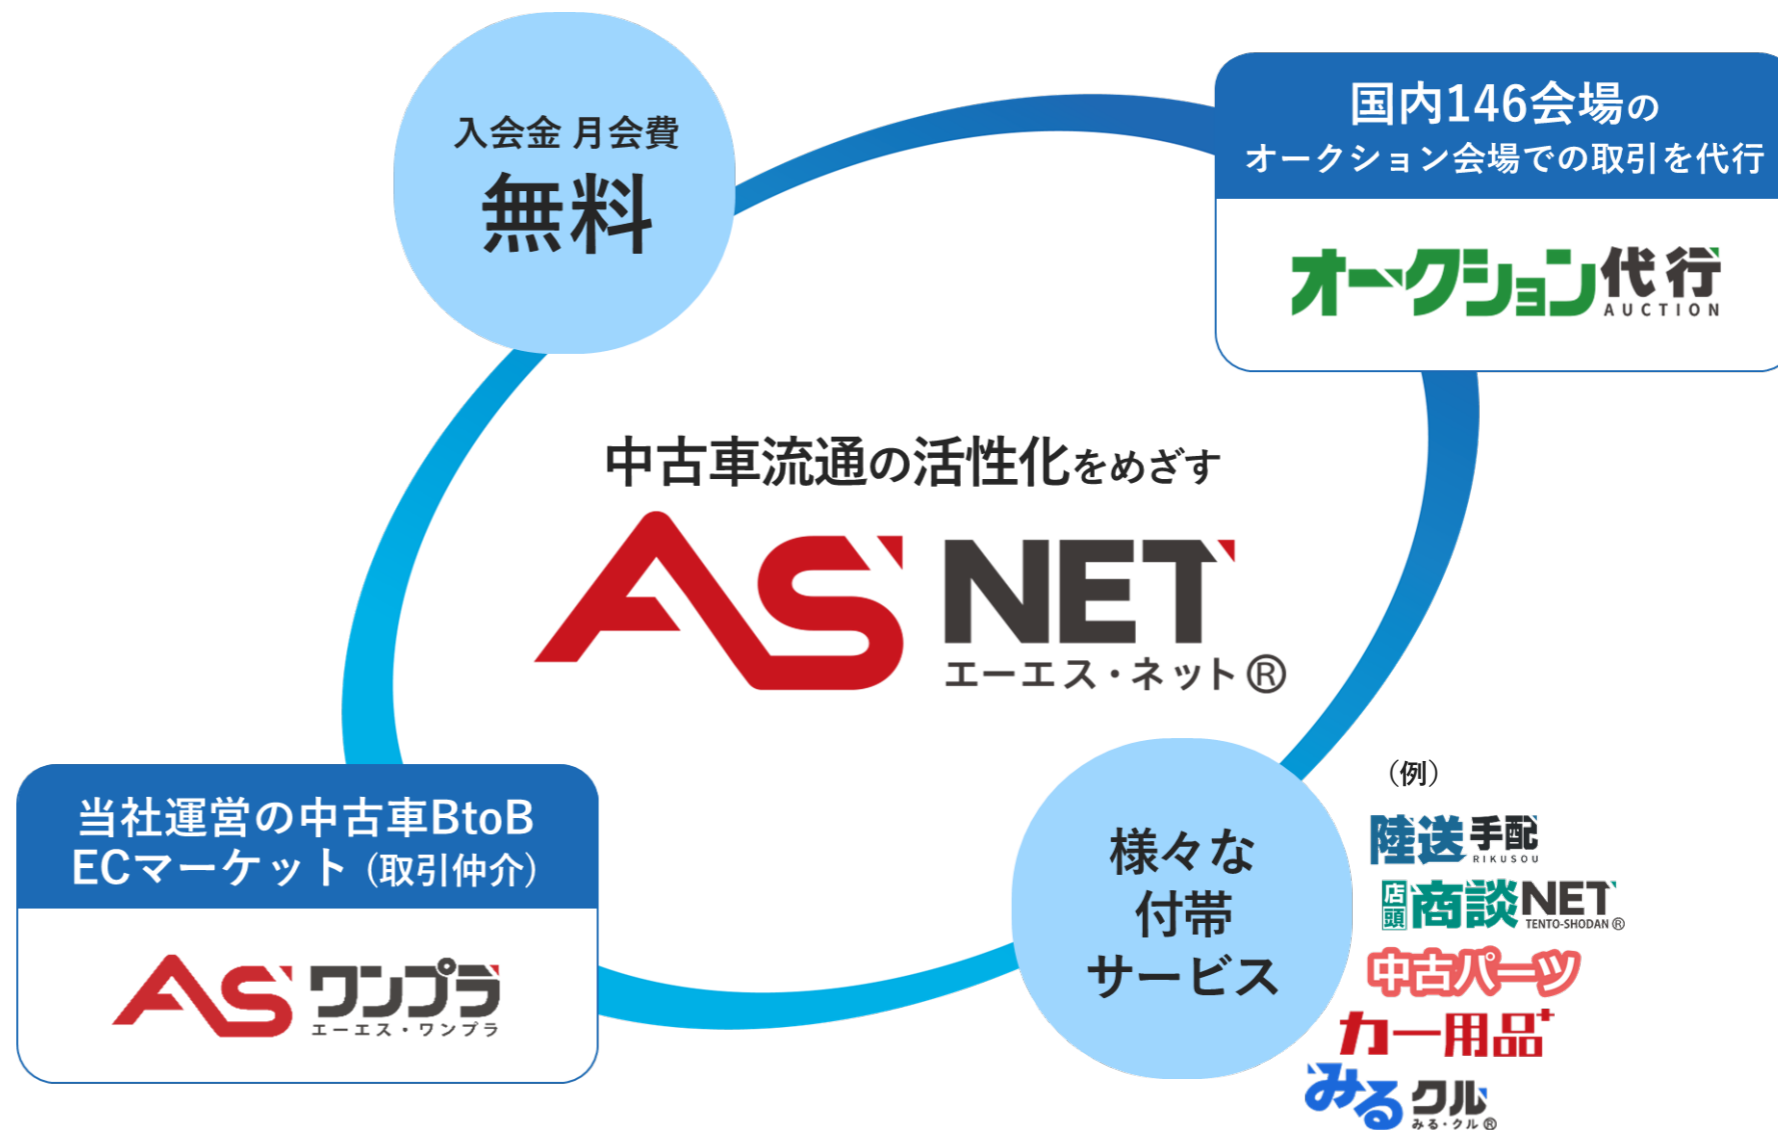 入会金 月会費
無料
国内146会場の
オークション会場での取引を代行
オークション代行
AUCTION
中古車流通の活性化をめざす
AS NET
エーエス・ネット®
当社運営の中古車BtoB
ECマーケット（取引仲介）
AS ワンプラ
エーエス・ワンプラ
様々な
付帯
サービス
（例）
陸送手配
RIKUSOU
店頭商談NET
TENTO-SHODAN®
中古パーツ
カー用品+
みるクル
みる・クル®